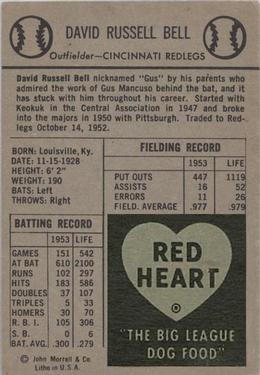 DAVID RUSSELL BELL
Outfielder—CINCINNATI REDLEGS
David Russell Bell nicknamed "Gus" by his parents who
admired the work of Gus Mancuso behind the bat, and it
has stuck with him throughout his career. Started with
Keokuk in the Central Association in 1947 and broke
into the majors in 1950 with Pittsburgh. Traded to Red-
legs October 14, 1952.
BORN: Louisville, Ky.
DATE: 11-15-1928
HEIGHT: 6' 2"
WEIGHT: 190
BATS: Left
THROWS: Right
FIELDING RECORD
1953 LIFE
PUT OUTS 447 1119
ASSISTS 16 52
ERRORS 11 26
FIELD. AVERAGE .977 .979
BATTING RECORD
1953 LIFE
GAMES 151 542
AT BAT 610 2100
RUNS 102 297
HITS 183 586
DOUBLES 37 107
TRIPLES 5 33
HOMERS 30 70
R. B. I. 105 306
S. B. 0 6
BAT. AVG. .300 .279
© John Morrell & Co.
Litho in U.S.A.
RED
HEART
"THE BIG LEAGUE
DOG FOOD"